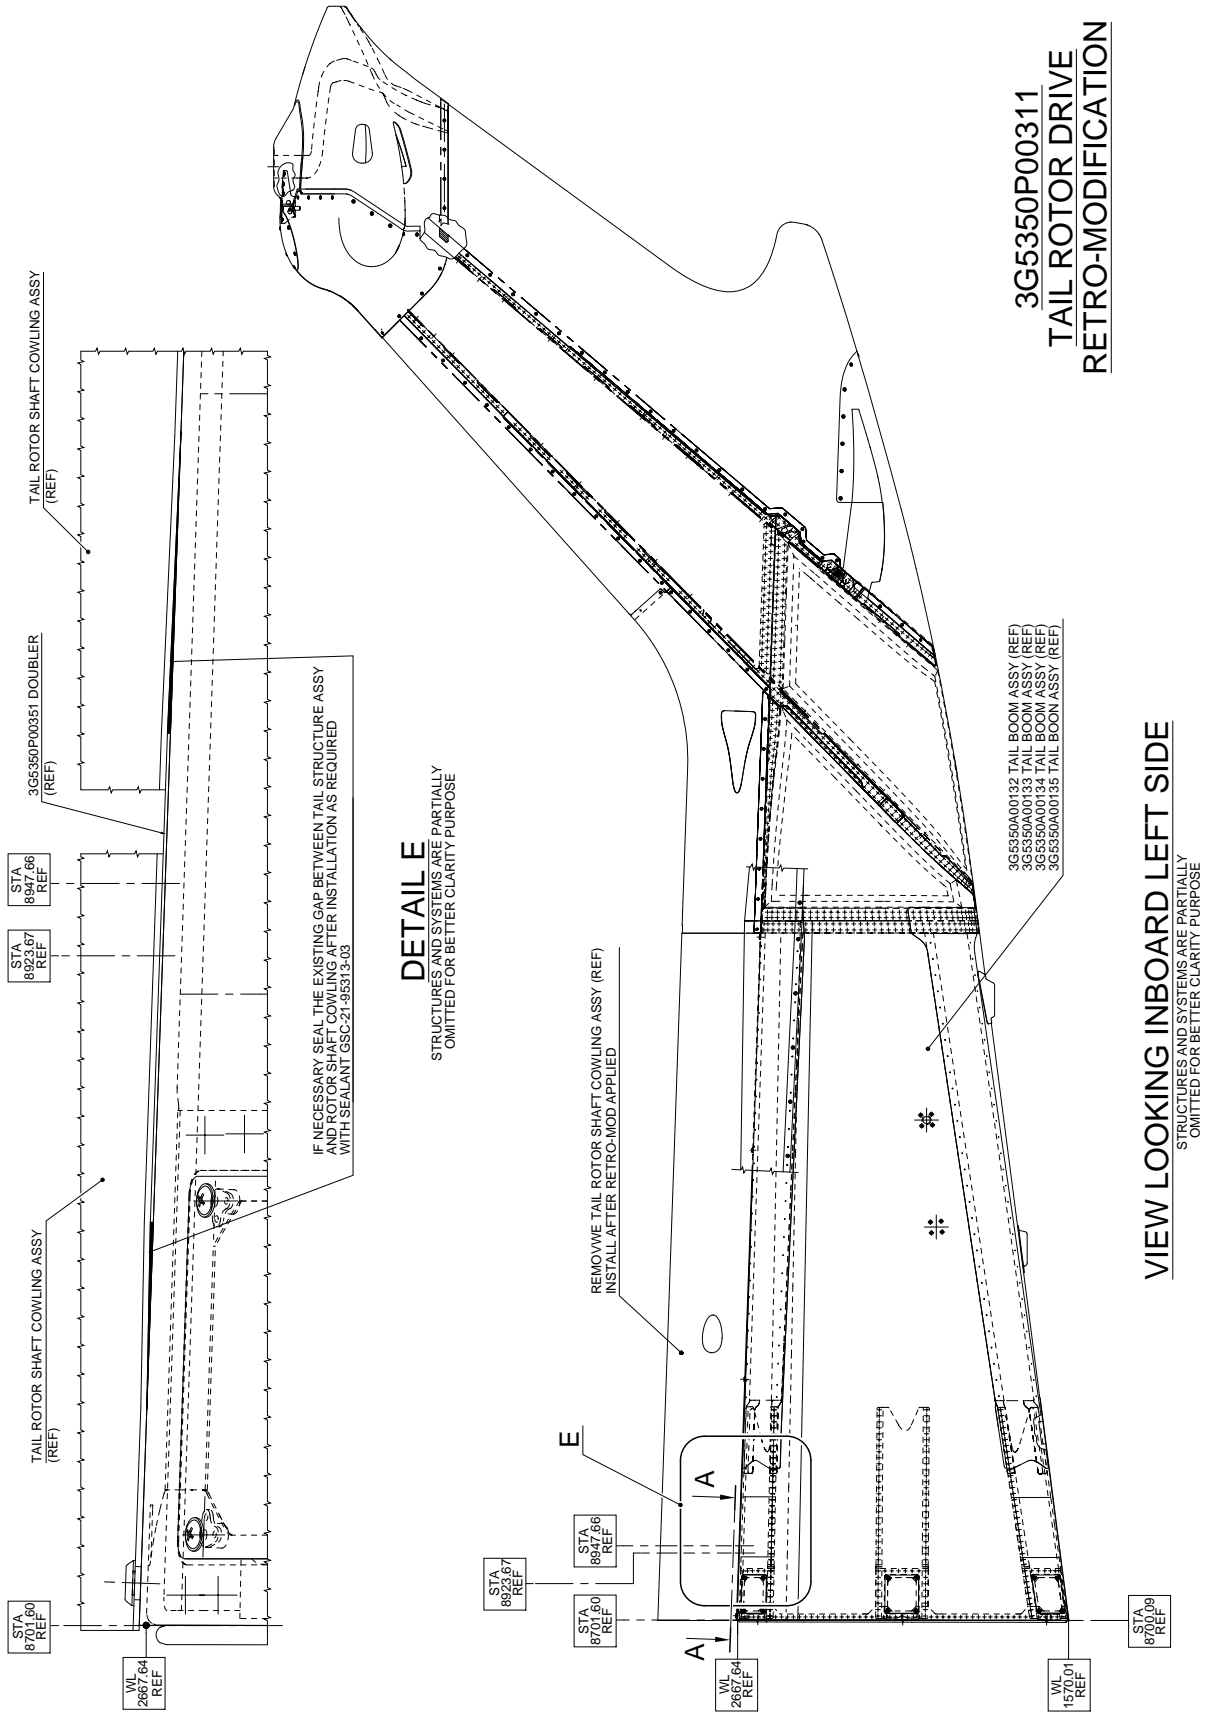 STA
8701.60
REF
WL
2667.64
REF
TAIL ROTOR SHAFT COWLING ASSY
(REF)
STA
8923.67
REF
STA
8947.66
REF
3G5350P00351 DOUBLER
(REF)
TAIL ROTOR SHAFT COWLING ASSY
(REF)
IF NECESSARY SEAL THE EXISTING GAP BETWEEN TAIL STRUCTURE ASSY
AND ROTOR SHAFT COWLING AFTER INSTALLATION AS REQUIRED
WITH SEALANT GSC-21-95313-03
DETAIL E
STRUCTURES AND SYSTEMS ARE PARTIALLY
OMITTED FOR BETTER CLARITY PURPOSE
STA
8923.67
REF
STA
8701.60
REF
STA
8947.66
REF
E
REMOVWE TAIL ROTOR SHAFT COWLING ASSY (REF)
INSTALL AFTER RETRO-MOD APPLIED
A
A
WL
2667.64
REF
WL
1570.01
REF
STA
8700.09
REF
3G5350A00132 TAIL BOOM ASSY (REF)
3G5350A00133 TAIL BOOM ASSY (REF)
3G5350A00134 TAIL BOOM ASSY (REF)
3G5350A00135 TAIL BOON ASSY (REF)
VIEW LOOKING INBOARD LEFT SIDE
STRUCTURES AND SYSTEMS ARE PARTIALLY
OMITTED FOR BETTER CLARITY PURPOSE
3G5350P00311
TAIL ROTOR DRIVE
RETRO-MODIFICATION